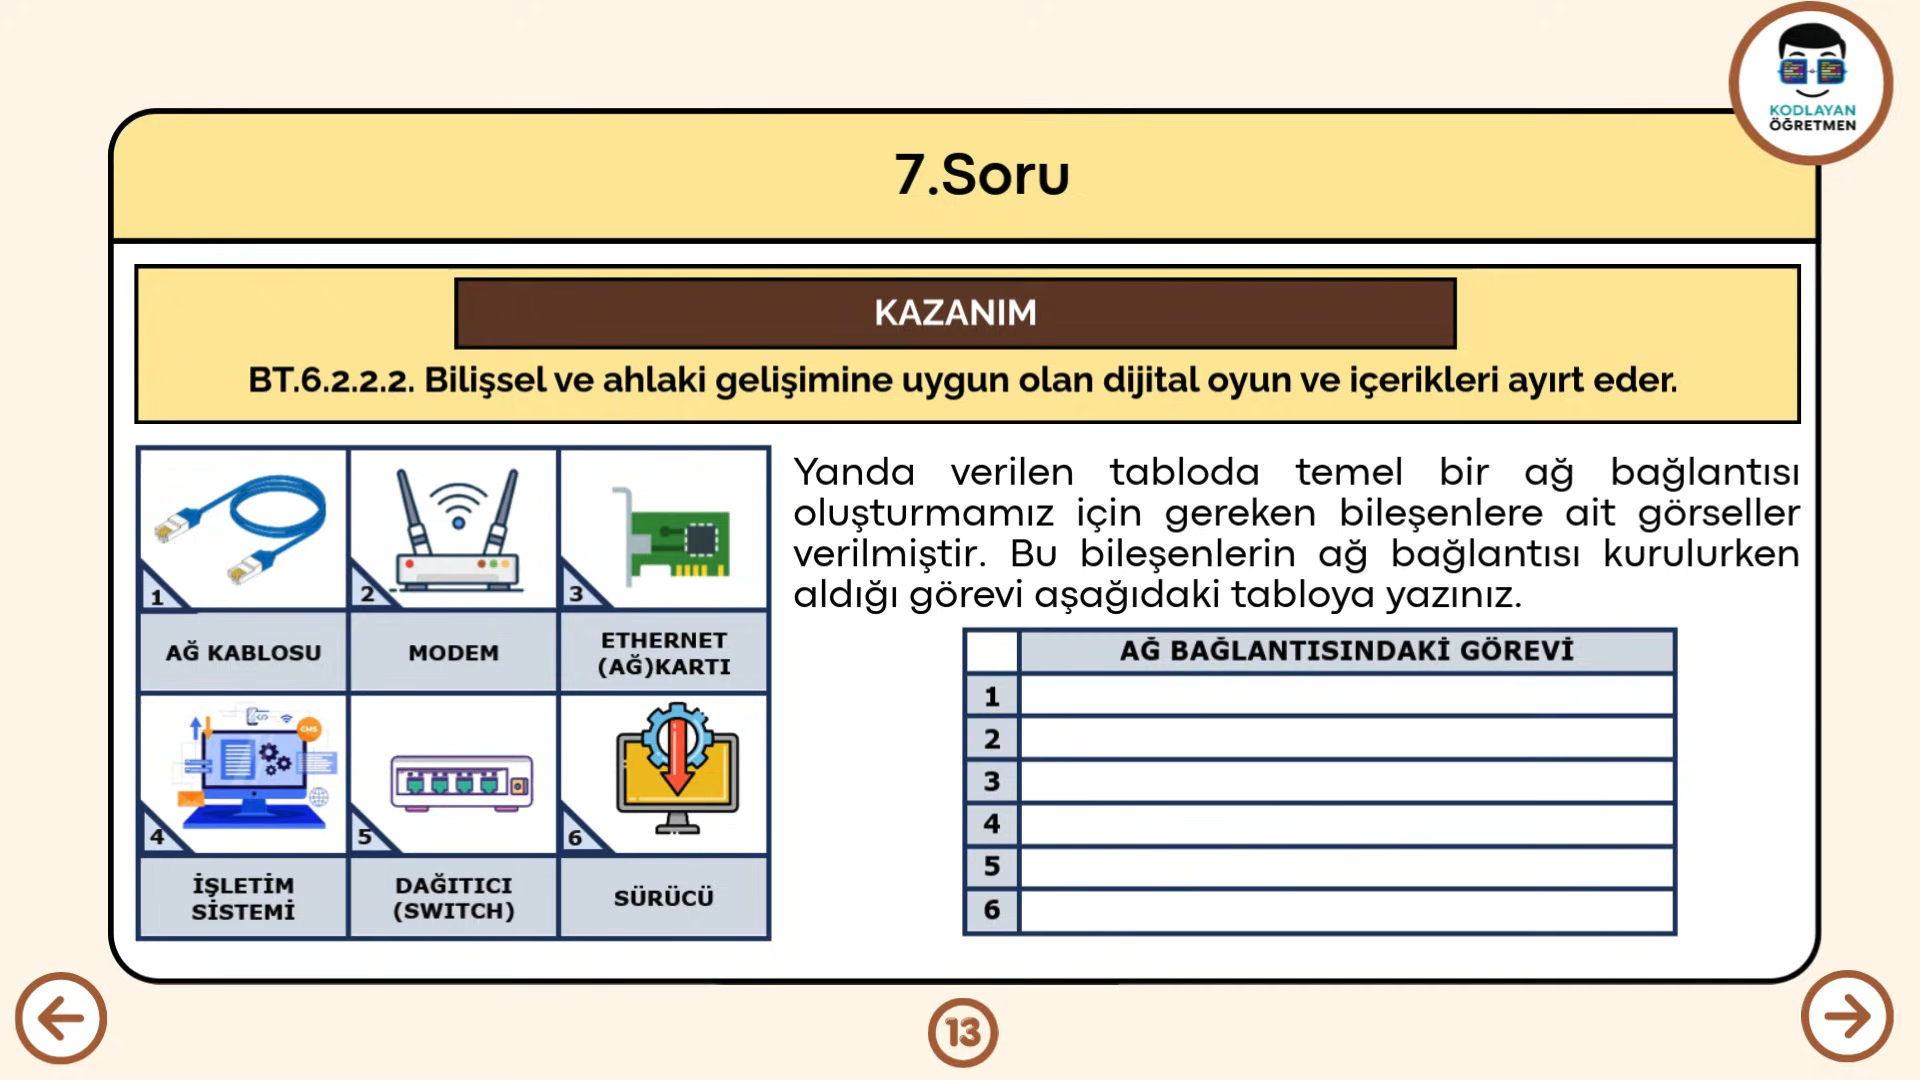 KODLAYAN
ÖĞRETMEN
7.Soru
KAZANIM
BT.6.2.2.2. Bilişsel ve ahlaki gelişimine uygun olan dijital oyun ve içerikleri ayırt eder.
1
2
3
AĞ KABLOSU
MODEM
ETHERNET
(AĞ)KARTI
CMS
4
5
6
İŞLETİM
SİSTEMİ
DAĞITICI
(SWITCH)
SÜRÜCÜ
Yanda verilen tabloda temel bir ağ bağlantısı
oluşturmamız için gereken bileşenlere ait görseller
verilmiştir. Bu bileşenlerin ağ bağlantısı kurulurken
aldığı görevi aşağıdaki tabloya yazınız.
AĞ BAĞLANTISINDAKİ GÖREVİ
1
2
3
4
5
6
13